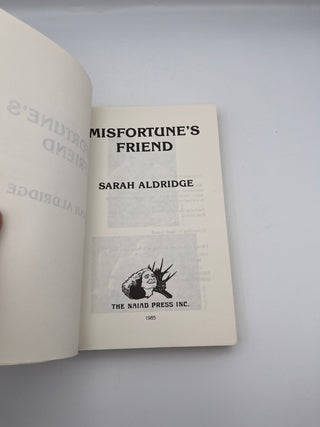 MISFORTUNE'S
FRIEND
SARAH ALDRIDGE
THE NAIAD PRESS INC.
1985